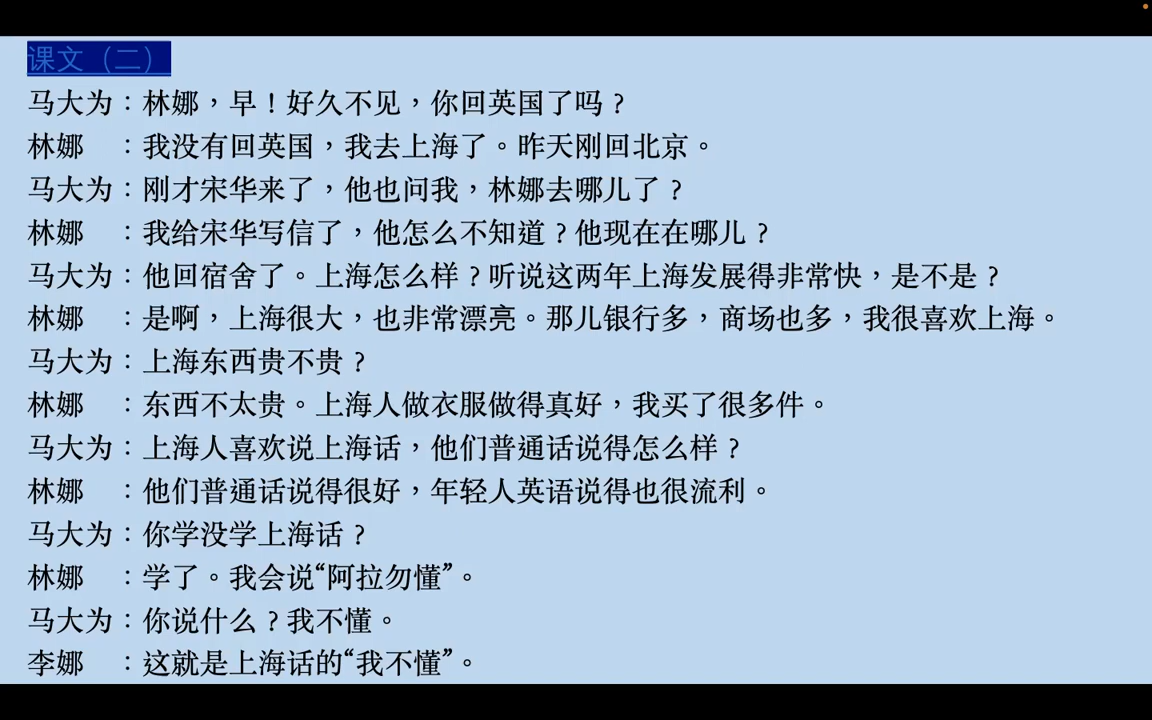 课文（二）
马大为：林娜，早！好久不见，你回英国了吗？
林娜　：我没有回英国，我去上海了。昨天刚回北京。
马大为：刚才宋华来了，他也问我，林娜去哪儿了？
林娜　：我给宋华写信了，他怎么不知道？他现在在哪儿？
马大为：他回宿舍了。上海怎么样？听说这两年上海发展得非常快，是不是？
林娜　：是啊，上海很大，也非常漂亮。那儿银行多，商场也多，我很喜欢上海。
马大为：上海东西贵不贵？
林娜　：东西不太贵。上海人做衣服做得真好，我买了很多件。
马大为：上海人喜欢说上海话，他们普通话说得怎么样？
林娜　：他们普通话说得很好，年轻人英语说得也很流利。
马大为：你学没学上海话？
林娜　：学了。我会说“阿拉勿懂”。
马大为：你说什么？我不懂。
李娜　：这就是上海话的“我不懂”。